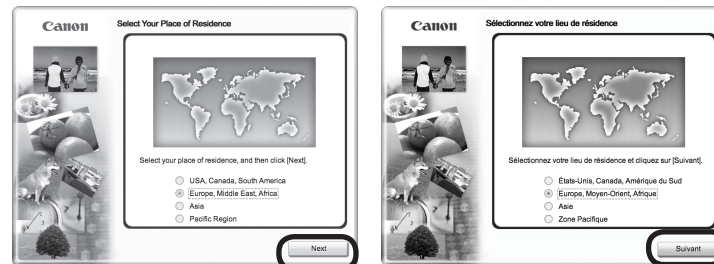 Canon
Select Your Place of Residence
Select your place of residence, and then click [Next].
USA, Canada, South America
Europe, Middle East, Africa
Asia
Pacific Region
Next
Canon
Sélectionnez votre lieu de résidence
Sélectionnez votre lieu de résidence et cliquez sur [Suivant].
États-Unis, Canada, Amérique du Sud
Europe, Moyen-Orient, Afrique
Asie
Zone Pacifique
Suivant